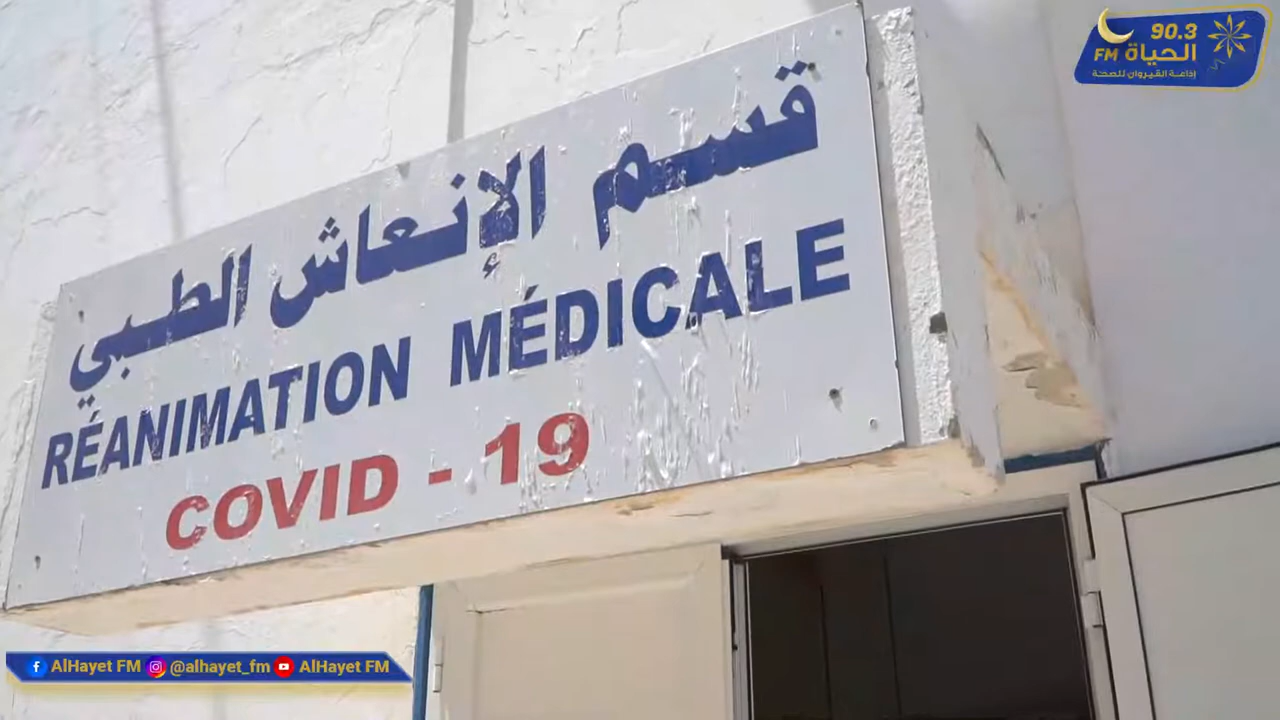 قسم الإنعاش الطبي
RÉANIMATION MÉDICALE
COVID - 19
90.3
الحياة FM
إذاعة القيروان للصحة
AlHayet FM @alhayet_fm AlHayet FM